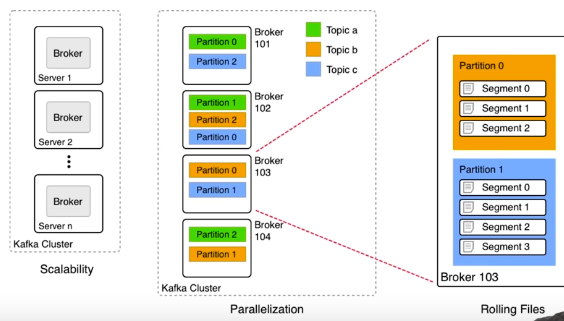 Broker
Server 1
Broker
Server 2
Broker
Server n
Kafka Cluster
Scalability
Broker
101
Partition 0
Partition 2
Broker
102
Partition 1
Partition 2
Partition 0
Broker
103
Partition 0
Partition 1
Broker
104
Partition 2
Partition 1
Kafka Cluster
Topic a
Topic b
Topic c
Parallelization
Partition 0
Segment 0
Segment 1
Segment 2
Partition 1
Segment 0
Segment 1
Segment 2
Segment 3
Broker 103
Rolling Files